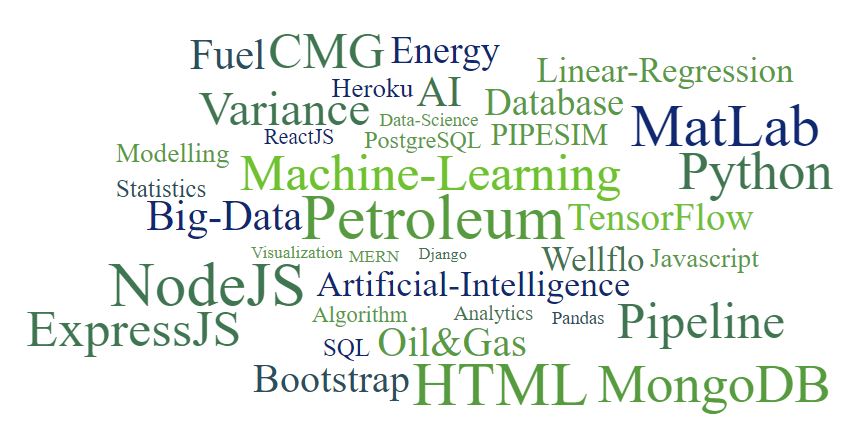 Fuel CMG Energy
Linear-Regression
Heroku AI
Variance Data-Science Database
ReactJS PostgreSQL PIPESIM MatLab
Modelling
Machine-Learning Python
Statistics
Big-Data Petroleum TensorFlow
Visualization MERN Django Wellflo Javascript
NodeJS Artificial-Intelligence
ExpressJS Algorithm Analytics Pandas Pipeline
SQL Oil&Gas
Bootstrap HTML MongoDB